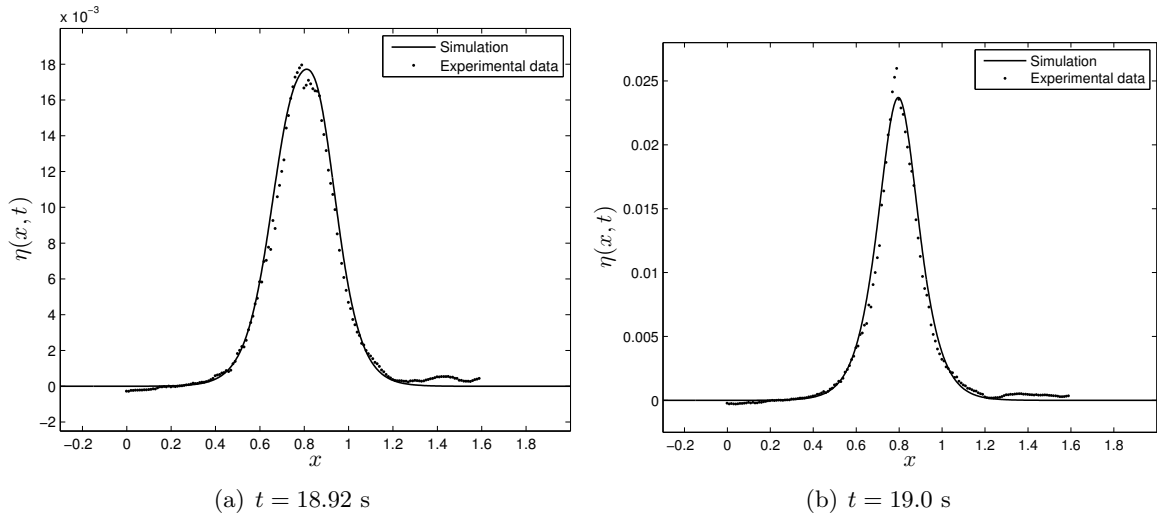 x 10⁻³
18
16
14
12
10
8
6
4
2
0
−2
η(x, t)
−0.2 0 0.2 0.4 0.6 0.8 1 1.2 1.4 1.6 1.8
x
Simulation
Experimental data
(a) t = 18.92 s
0.025
0.02
0.015
0.01
0.005
0
η(x, t)
−0.2 0 0.2 0.4 0.6 0.8 1 1.2 1.4 1.6 1.8
x
Simulation
Experimental data
(b) t = 19.0 s